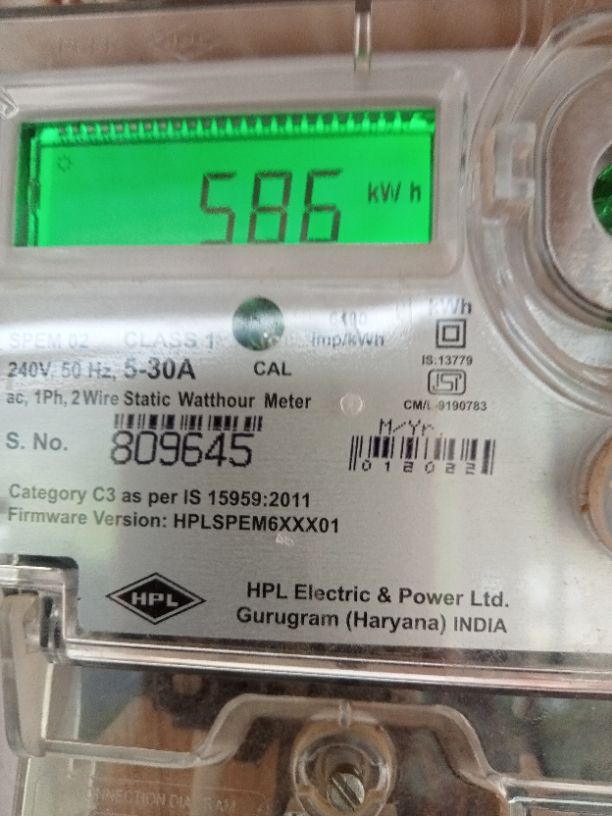 586 kW h
kWh
SPEM 02 CLASS 1
imp/kWh
240V, 50 Hz, 5-30A
CAL
IS:13779
ac, 1Ph, 2 Wire Static Watthour Meter
CM/L-9190783
S. No. 809645
M/Yr.
012022
Category C3 as per IS 15959:2011
Firmware Version: HPLSPEM6XXX01
HPL
HPL Electric & Power Ltd.
Gurugram (Haryana) INDIA
CONNECTION DIAGRAM